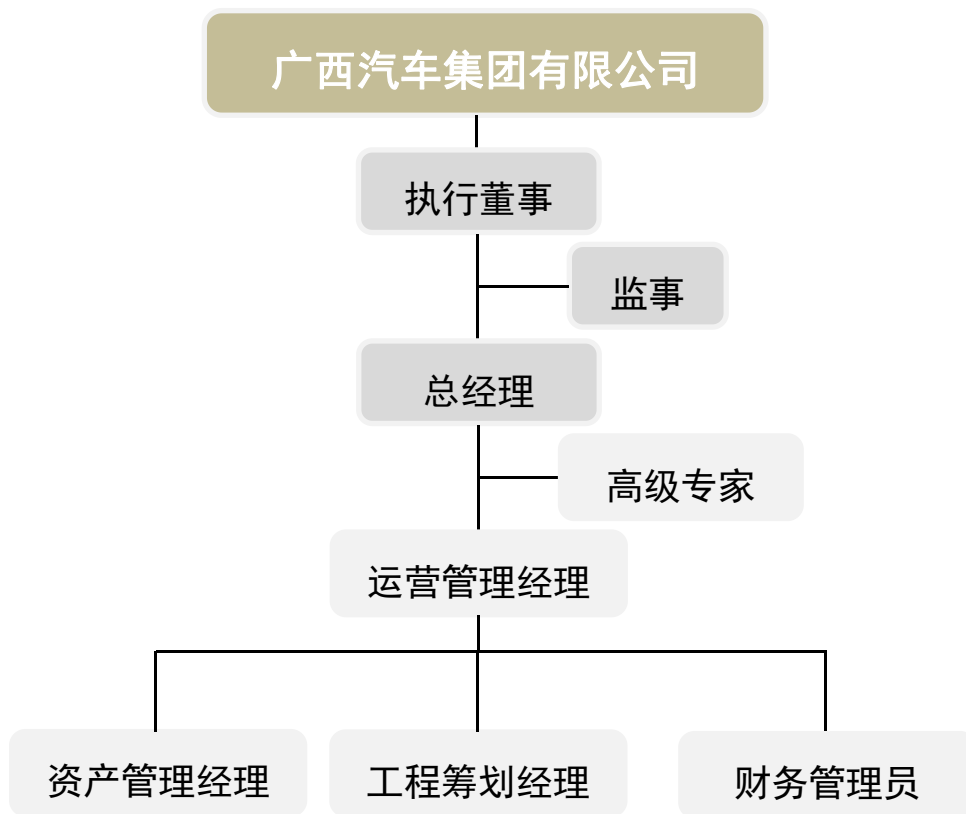 广西汽车集团有限公司
执行董事
监事
总经理
高级专家
运营管理经理
资产管理经理
工程筹划经理
财务管理员